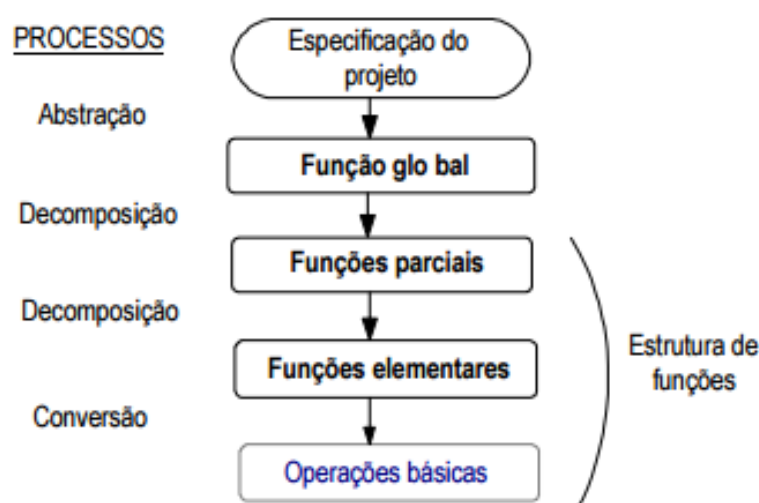 PROCESSOS
Especificação do
projeto
Abstração
Função glo bal
Decomposição
Funções parciais
Decomposição
Funções elementares
Estrutura de
funções
Conversão
Operações básicas